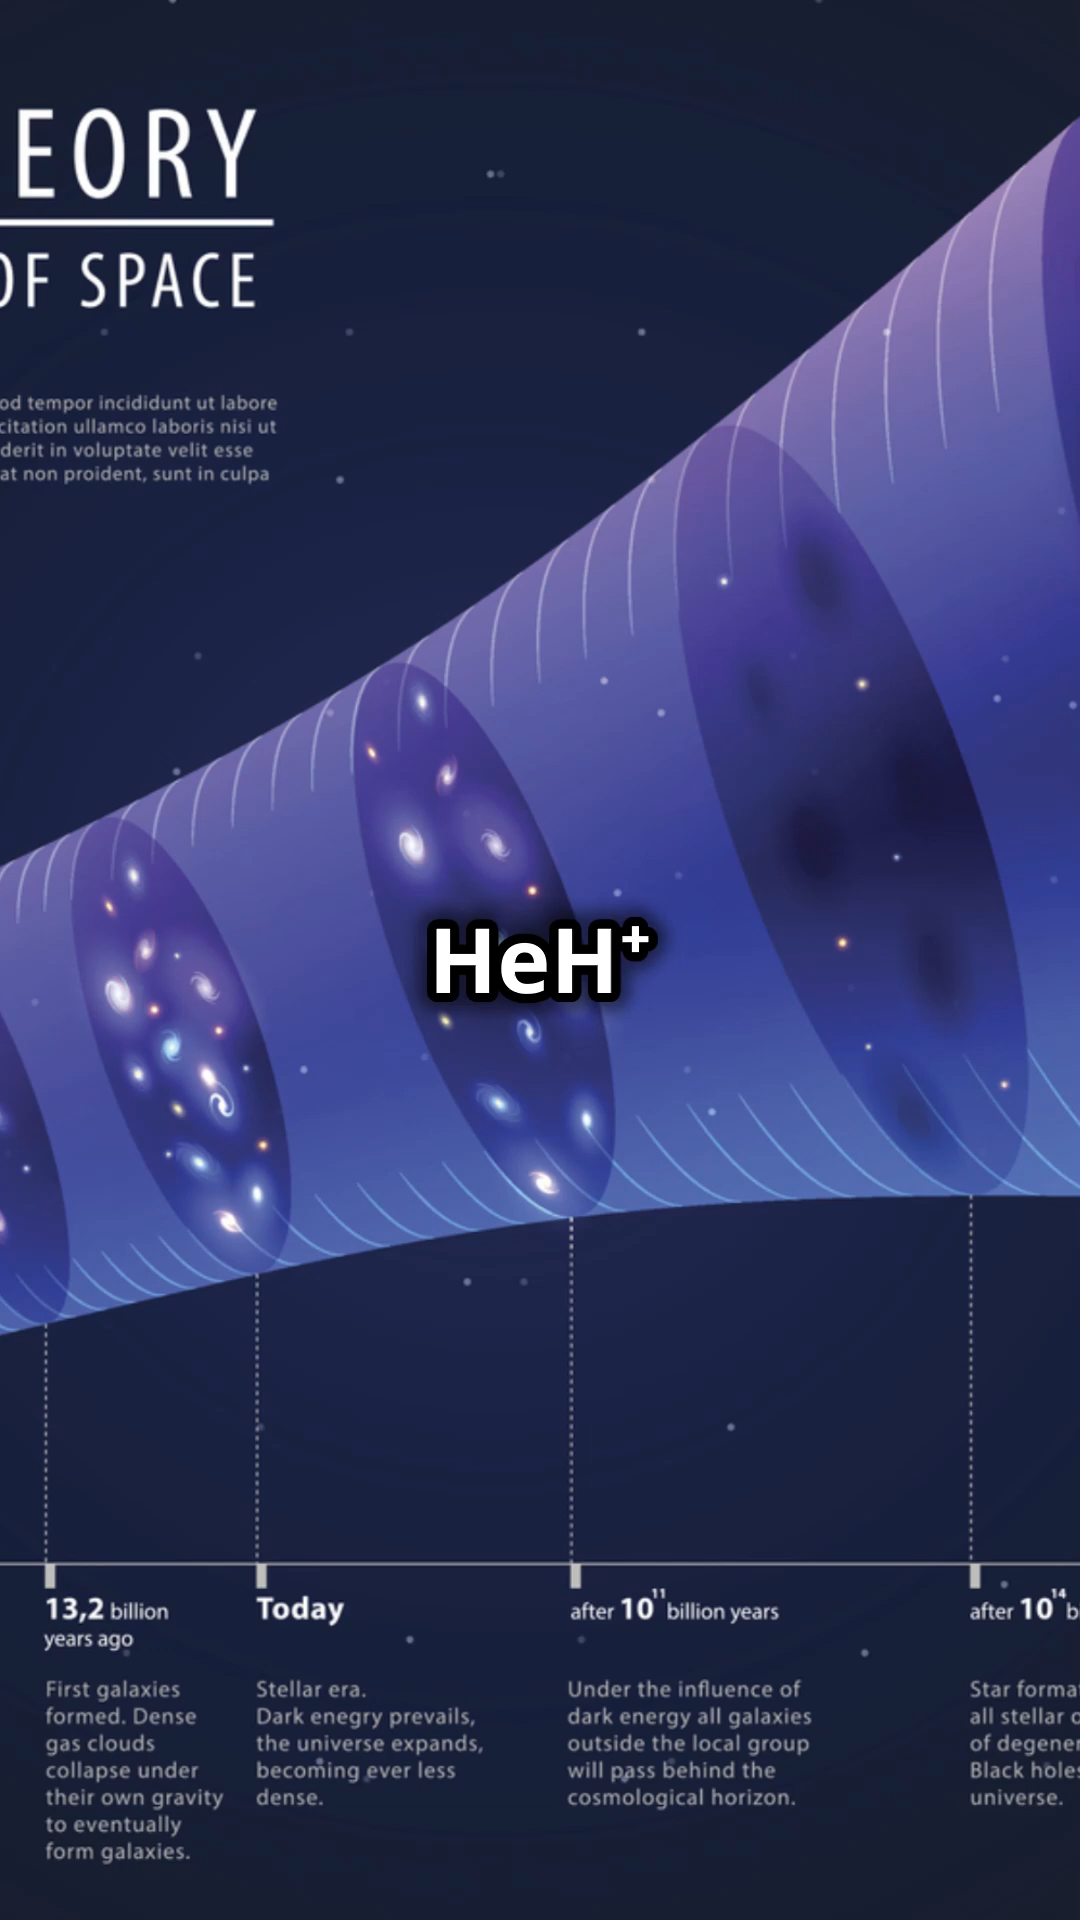 EORY
OF SPACE
od tempor incididunt ut labore
citation ullamco laboris nisi ut
derit in voluptate velit esse
at non proident, sunt in culpa
HeH⁺
13,2 billion
years ago
First galaxies
formed. Dense
gas clouds
collapse under
their own gravity
to eventually
form galaxies.
Today
Stellar era.
Dark enegry prevails,
the universe expands,
becoming ever less
dense.
after 10¹¹ billion years
Under the influence of
dark energy all galaxies
outside the local group
will pass behind the
cosmological horizon.
after 10¹⁴ b
Star forma
all stellar
of degene
Black hole
universe.